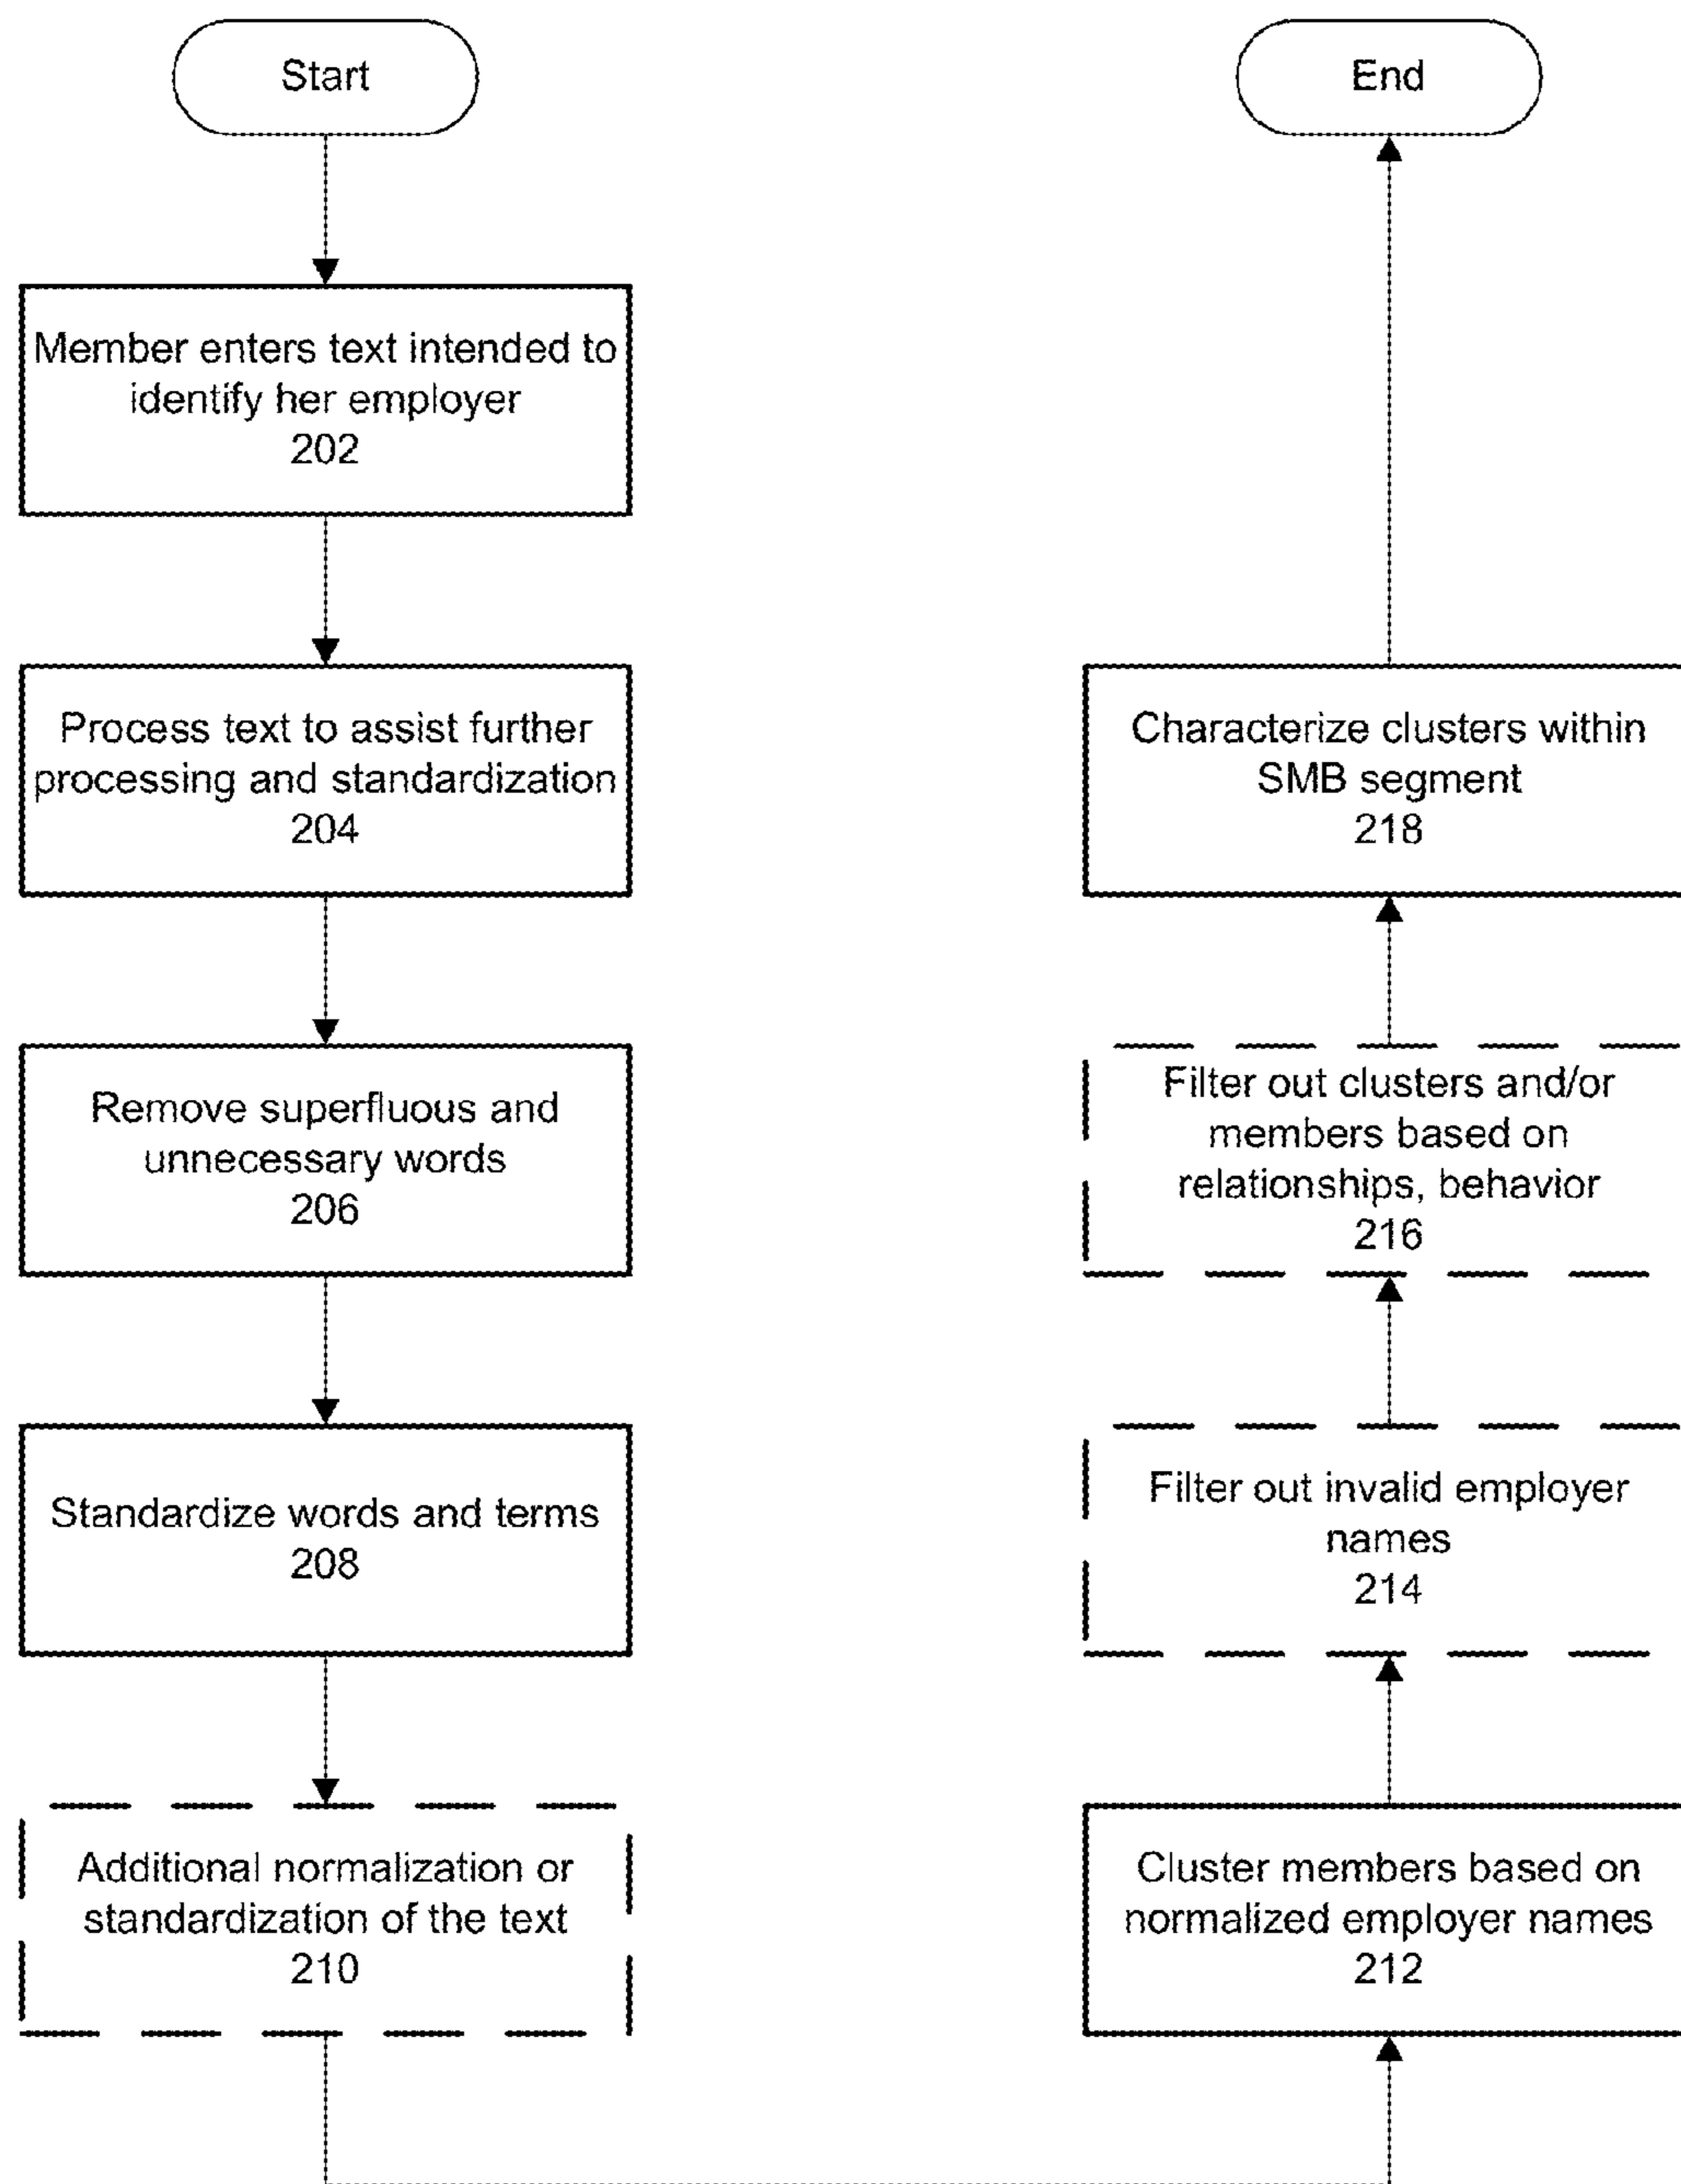 Start
Member enters text intended to
identify her employer
202
Process text to assist further
processing and standardization
204
Remove superfluous and
unnecessary words
206
Standardize words and terms
208
Additional normalization or
standardization of the text
210
Cluster members based on
normalized employer names
212
Filter out invalid employer
names
214
Filter out clusters and/or
members based on
relationships, behavior
216
Characterize clusters within
SMB segment
218
End